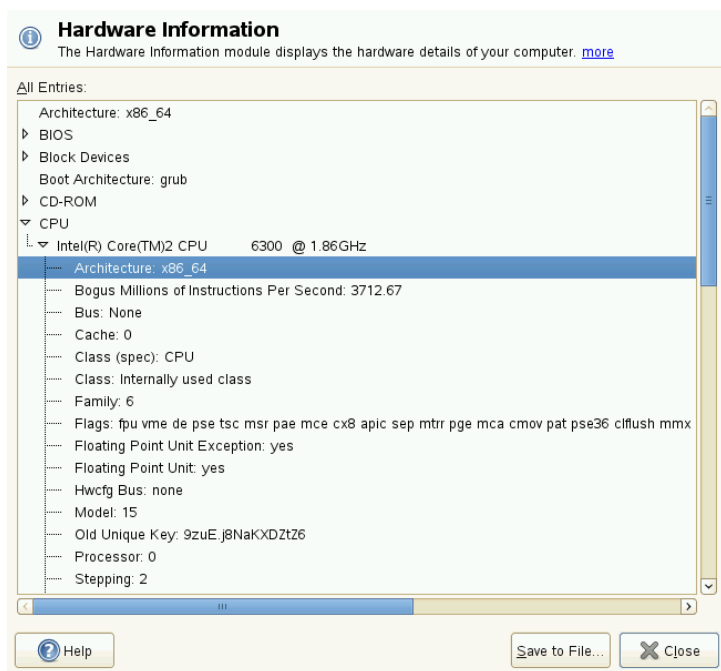 Hardware Information
The Hardware Information module displays the hardware details of your computer. more
All Entries:
Architecture: x86_64
BIOS
Block Devices
Boot Architecture: grub
CD-ROM
CPU
Intel(R) Core(TM)2 CPU 6300 @ 1.86GHz
Architecture: x86_64
Bogus Millions of Instructions Per Second: 3712.67
Bus: None
Cache: 0
Class (spec): CPU
Class: Internally used class
Family: 6
Flags: fpu vme de pse tsc msr pae mce cx8 apic sep mtrr pge mca cmov pat pse36 clflush mmx
Floating Point Unit Exception: yes
Floating Point Unit: yes
Hwcfg Bus: none
Model: 15
Old Unique Key: 9zuE.j8NaKXDZtZ6
Processor: 0
Stepping: 2
Help
Save to File...
Close